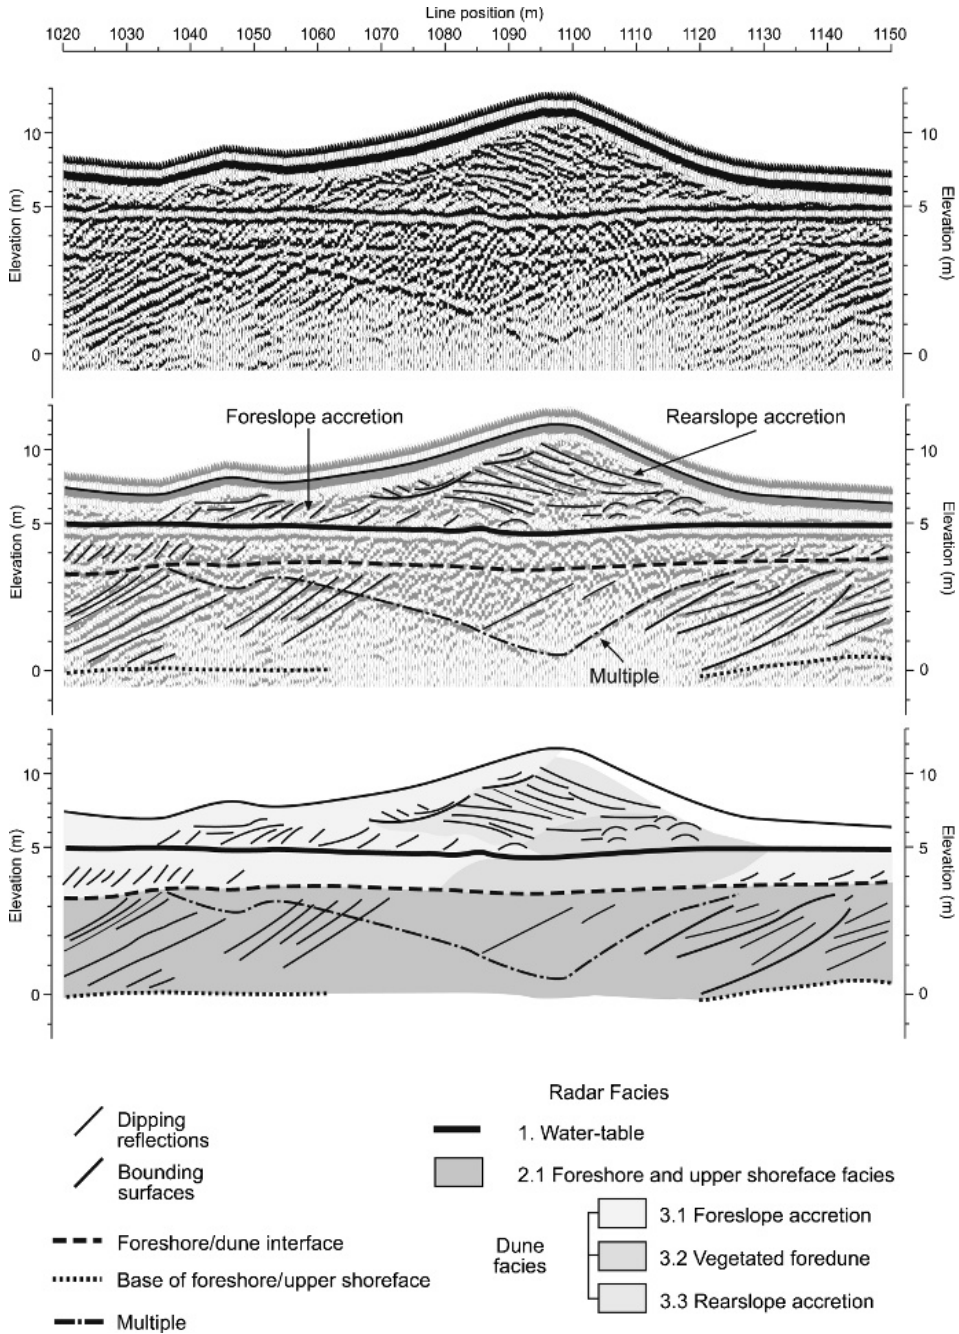 Line position (m)
1020 1030 1040 1050 1060 1070 1080 1090 1100 1110 1120 1130 1140 1150
10
5
0
Elevation (m)
10
5
0
Elevation (m)
Foreslope accretion
Rearslope accretion
10
5
0
Elevation (m)
10
5
0
Elevation (m)
Multiple
10
5
0
Elevation (m)
10
5
0
Elevation (m)
Dipping
reflections
Bounding
surfaces
Foreshore/dune interface
Base of foreshore/upper shoreface
Multiple
Radar Facies
1. Water-table
2.1 Foreshore and upper shoreface facies
Dune
facies
3.1 Foreslope accretion
3.2 Vegetated foredune
3.3 Rearslope accretion